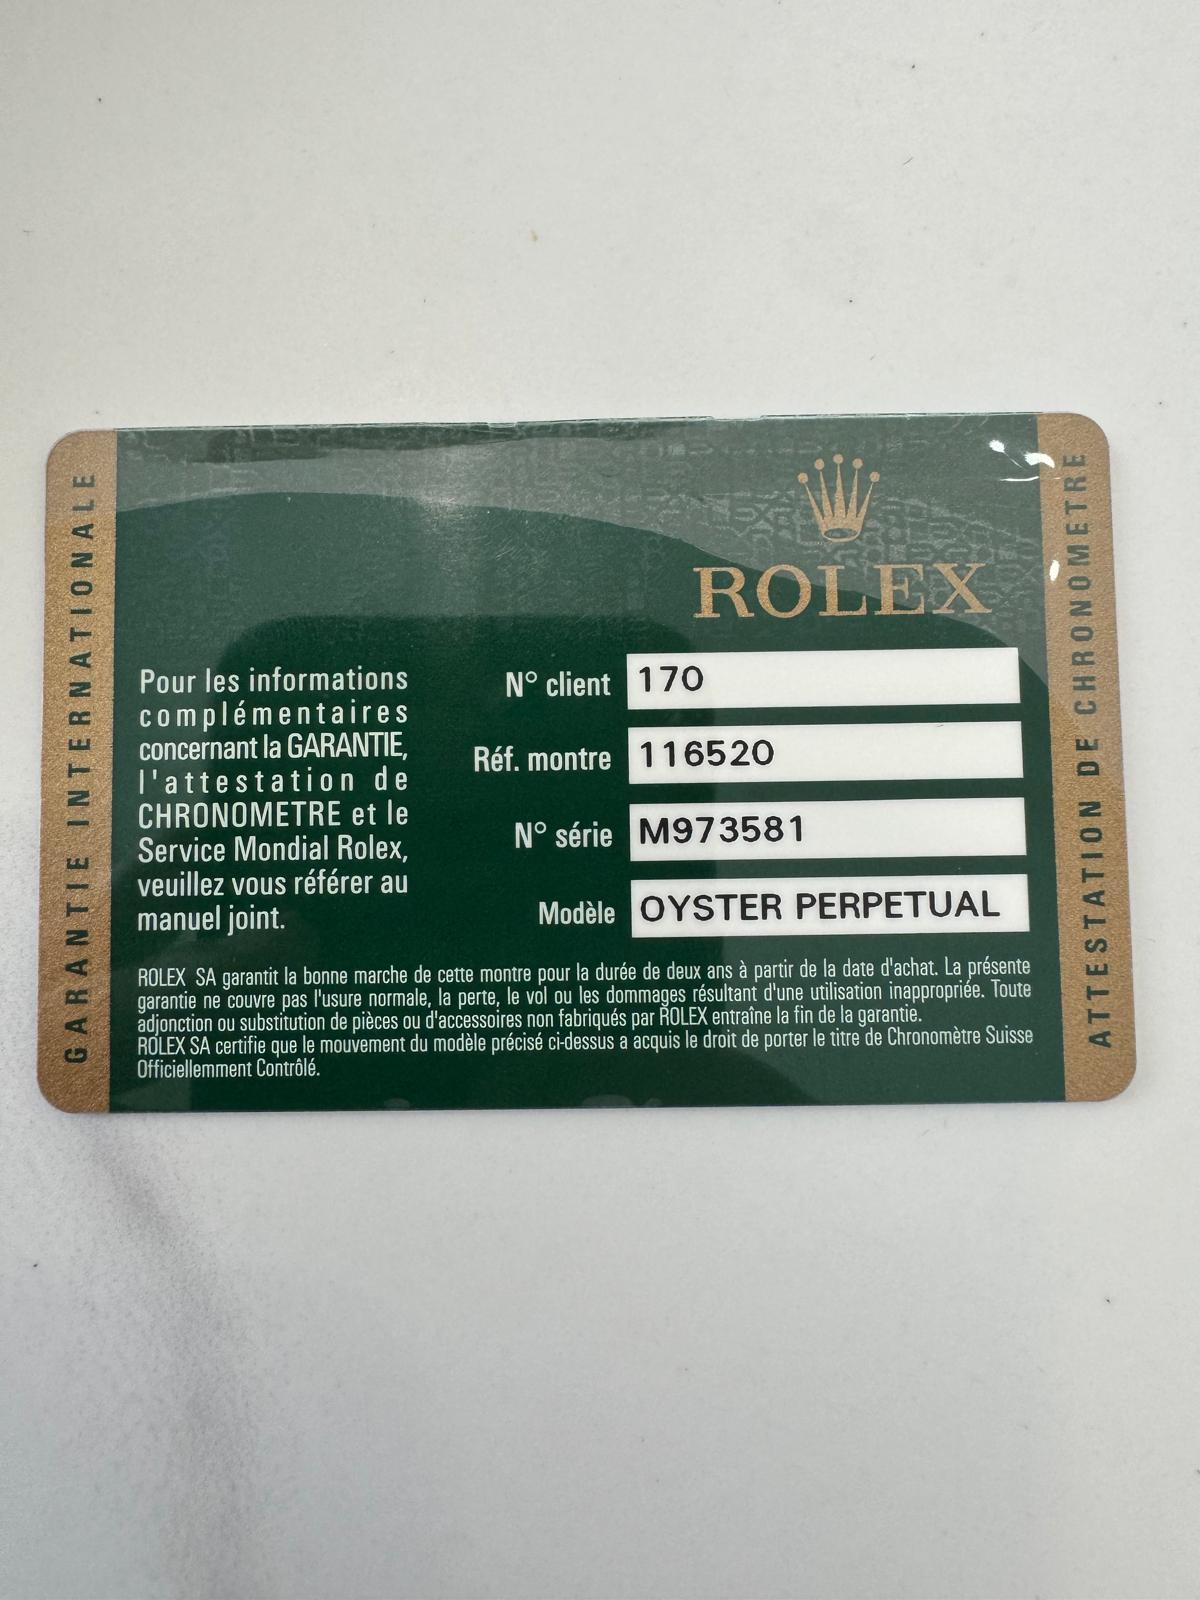 GARANTIE INTERNATIONALE
ROLEX
Pour les informations
complémentaires
concernant la GARANTIE,
l'attestation de
CHRONOMETRE et le
Service Mondial Rolex,
veuillez vous référer au
manuel joint.
N° client 170
Réf. montre 116520
N° série M973581
Modèle OYSTER PERPETUAL
ROLEX SA garantit la bonne marche de cette montre pour la durée de deux ans à partir de la date d'achat. La présente
garantie ne couvre pas l'usure normale, la perte, le vol ou les dommages résultant d'une utilisation inappropriée. Toute
adjonction ou substitution de pièces ou d'accessoires non fabriqués par ROLEX entraîne la fin de la garantie.
ROLEX SA certifie que le mouvement du modèle précisé ci-dessus a acquis le droit de porter le titre de Chronomètre Suisse
Officiellemment Contrôlé.
ATTESTATION DE CHRONOMETRE